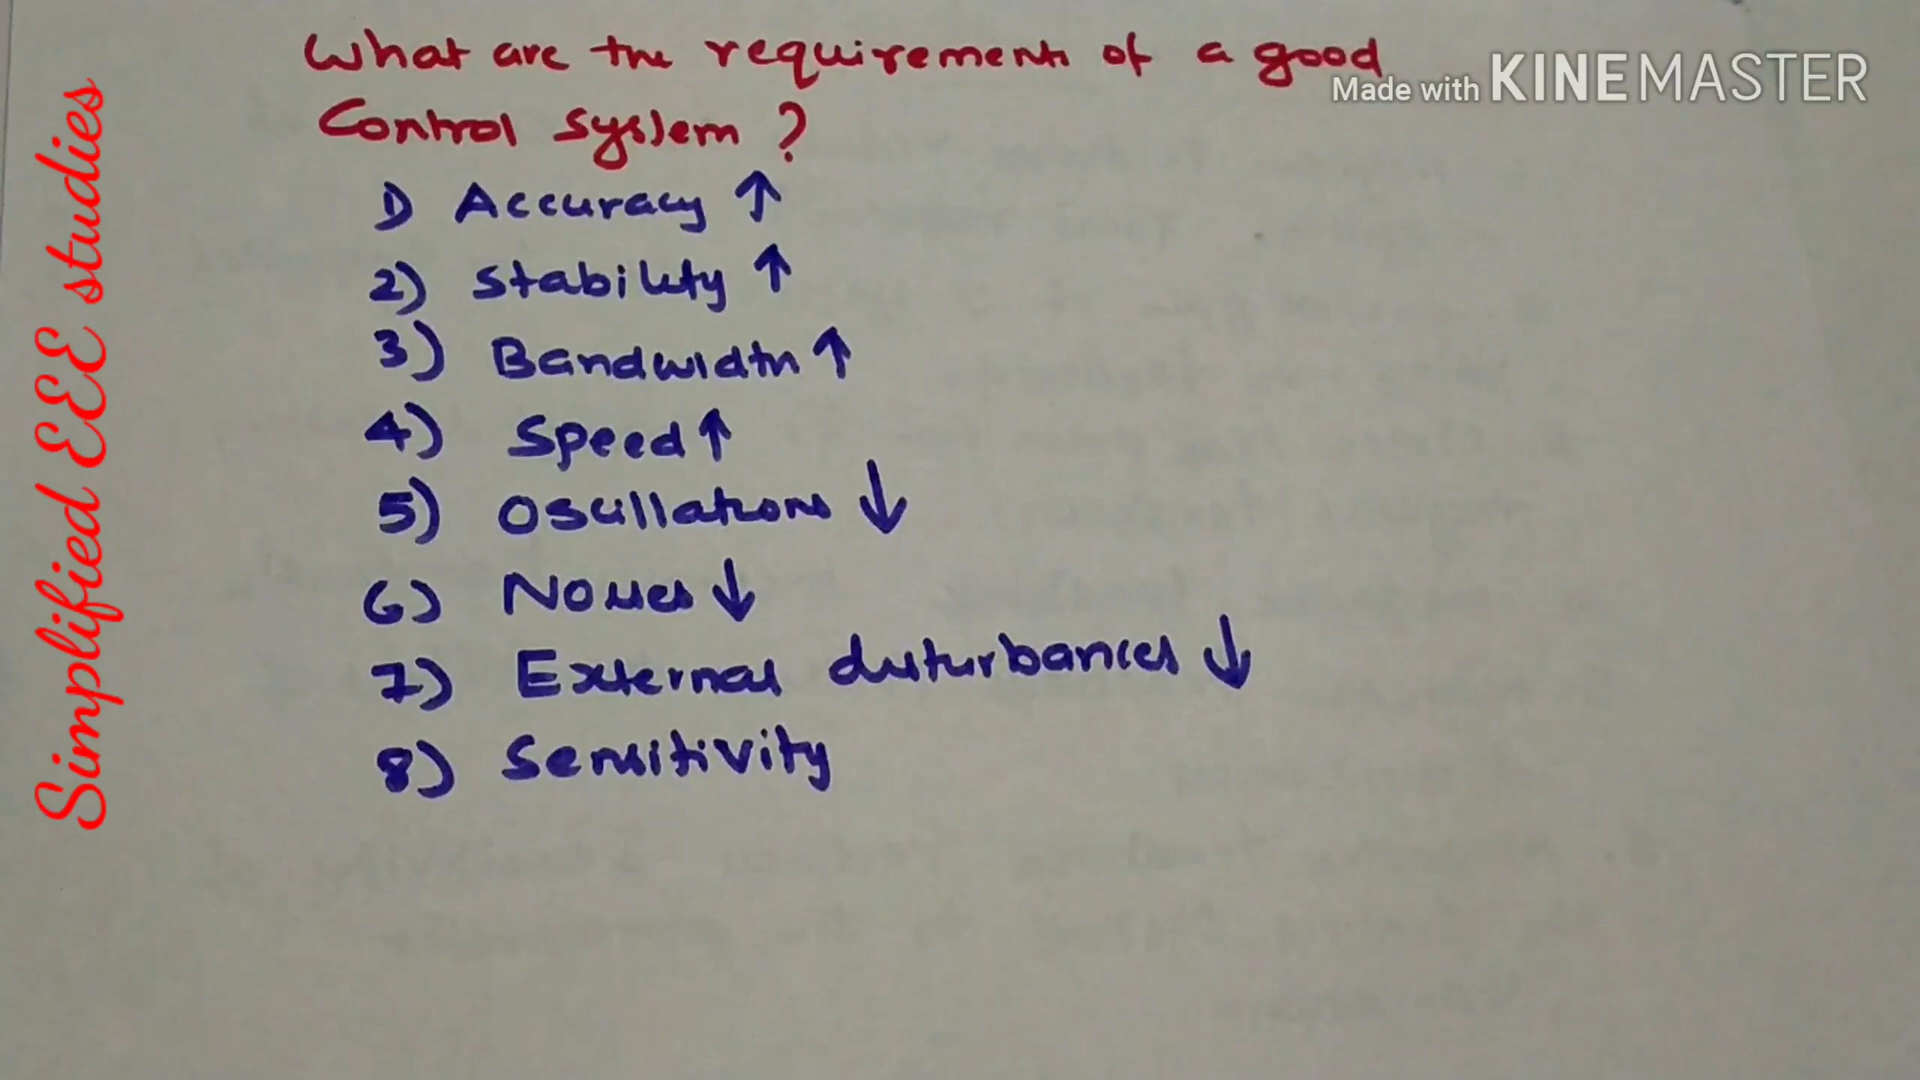 What are the requirements of a good
Control system ?
1) Accuracy ↑
2) Stability ↑
3) Bandwidth ↑
4) Speed ↑
5) Oscillations ↓
6) Noises ↓
7) External disturbances ↓
8) Sensitivity
Simplified EEE studies
Made with KINEMASTER